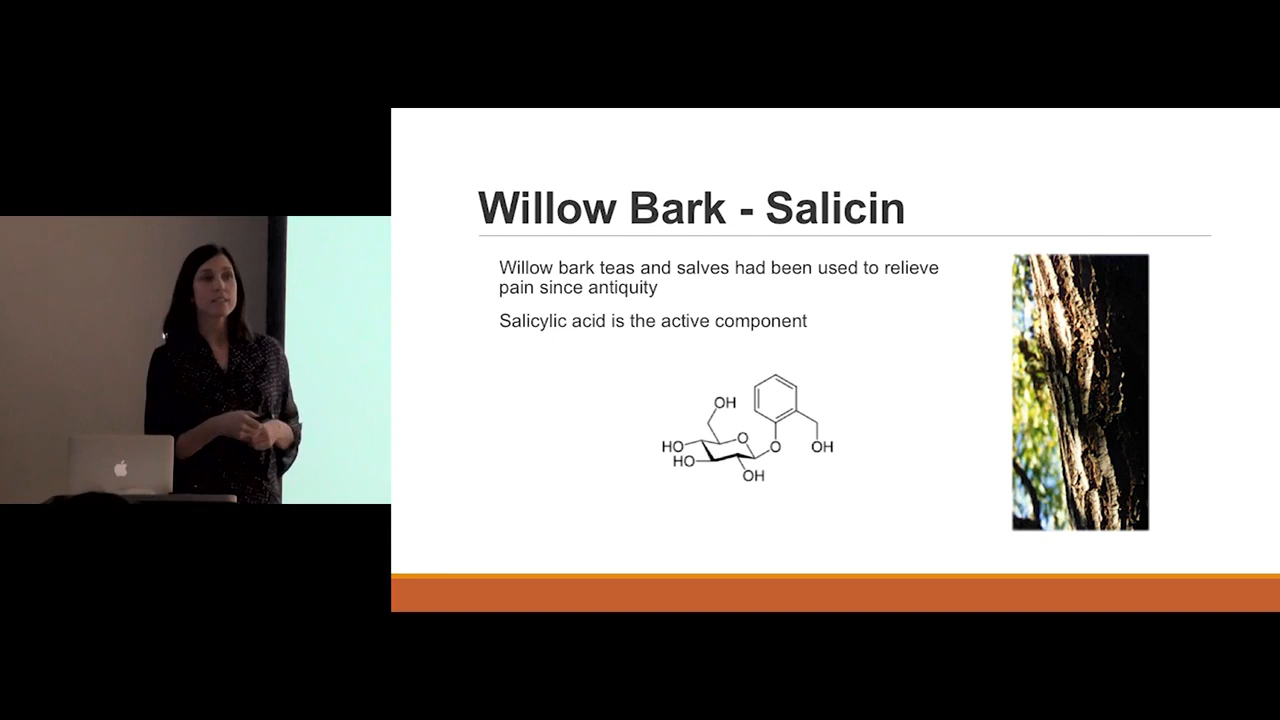 Willow Bark - Salicin
Willow bark teas and salves had been used to relieve
pain since antiquity
Salicylic acid is the active component
OH
HO
O
O
OH
HO
OH